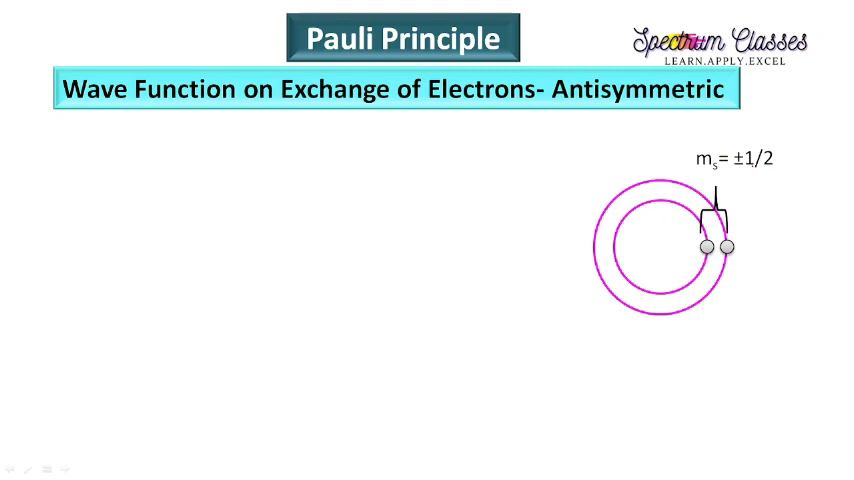 Pauli Principle
Spectrum Classes
LEARN.APPLY.EXCEL
Wave Function on Exchange of Electrons- Antisymmetric
ms= ±1/2